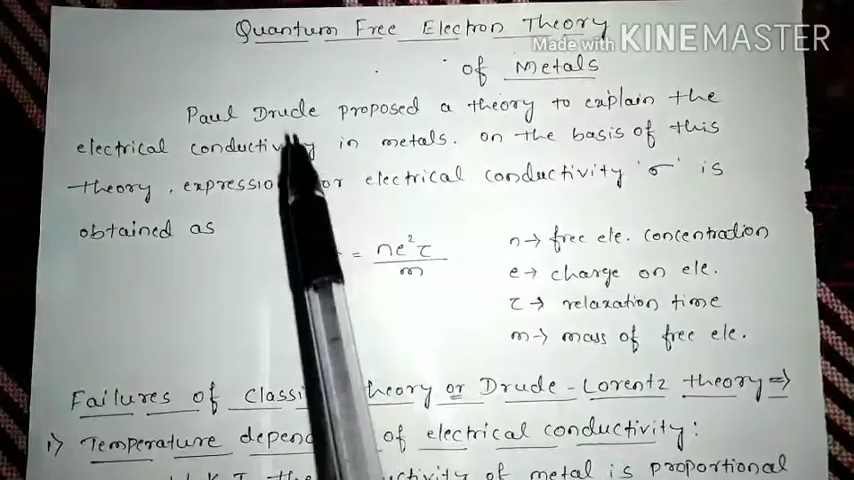 Quantum Free Electron Theory
Made with KINEMASTER
of Metals
Paul Drude proposed a theory to explain the
electrical conductivity in metals. on the basis of this
theory, expression for electrical conductivity 'σ' is
obtained as
= ne²τ/m
n → free ele. concentration
e → charge on ele.
τ → relaxation time
m → mass of free ele.
Failures of Classi theory or Drude - Lorentz theory ⇒
1) Temperature depend of electrical conductivity:
the uctivity of metal is proportional